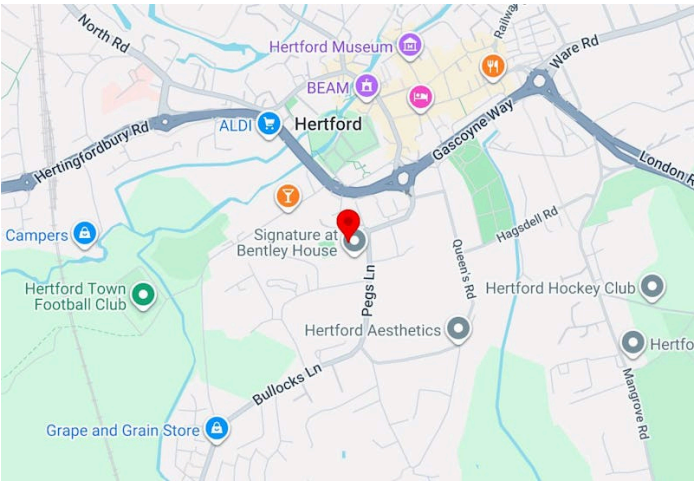 North Rd
Railway
Hertford Museum
Ware Rd
BEAM
ALDI
Hertford
Gascoyne Way
Hertingfordbury Rd
London R
Campers
Signature at
Bentley House
Hagsdell Rd
Hertford Town
Football Club
Pegs Ln
Queen's Rd
Hertford Hockey Club
Hertford Aesthetics
Hertfo
Bullocks Ln
Mangrove Rd
Grape and Grain Store